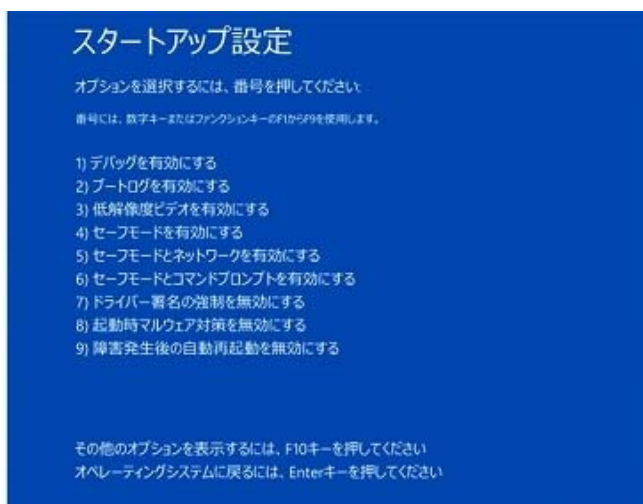 スタートアップ設定
オプションを選択するには、番号を押してください:
番号には、数字キーまたはファンクションキーのF1からF9を使用します。
1) デバッグを有効にする
2) ブートログを有効にする
3) 低解像度ビデオを有効にする
4) セーフモードを有効にする
5) セーフモードとネットワークを有効にする
6) セーフモードとコマンドプロンプトを有効にする
7) ドライバー署名の強制を無効にする
8) 起動時マルウェア対策を無効にする
9) 障害発生後の自動再起動を無効にする
その他のオプションを表示するには、F10キーを押してください
オペレーティングシステムに戻るには、Enterキーを押してください